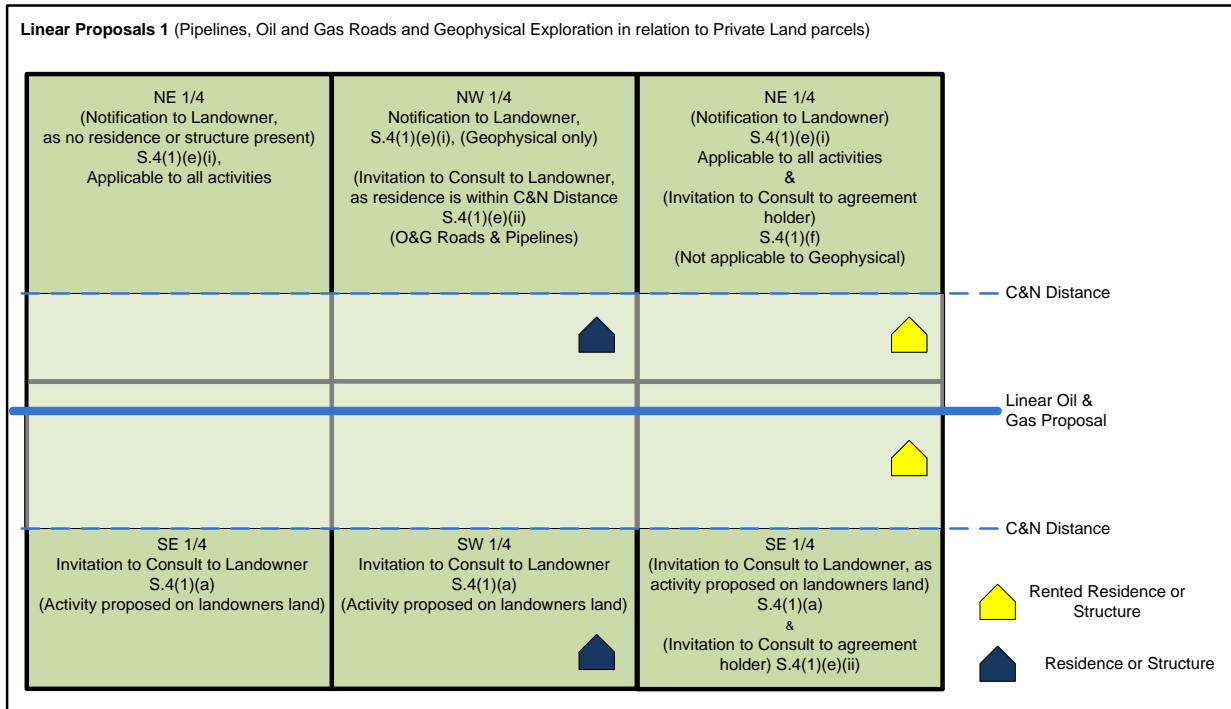 Linear Proposals 1 (Pipelines, Oil and Gas Roads and Geophysical Exploration in relation to Private Land parcels)
NE 1/4
(Notification to Landowner,
as no residence or structure present)
S.4(1)(e)(i),
Applicable to all activities
NW 1/4
Notification to Landowner,
S.4(1)(e)(i), (Geophysical only)
(Invitation to Consult to Landowner,
as residence is within C&N Distance
S.4(1)(e)(ii)
(O&G Roads & Pipelines)
NE 1/4
(Notification to Landowner)
S.4(1)(e)(i)
Applicable to all activities
&
(Invitation to Consult to agreement
holder)
S.4(1)(f)
(Not applicable to Geophysical)
C&N Distance
Linear Oil &
Gas Proposal
C&N Distance
SE 1/4
Invitation to Consult to Landowner
S.4(1)(a)
(Activity proposed on landowners land)
SW 1/4
Invitation to Consult to Landowner
S.4(1)(a)
(Activity proposed on landowners land)
SE 1/4
(Invitation to Consult to Landowner, as
activity proposed on landowners land)
S.4(1)(a)
&
(Invitation to Consult to agreement
holder) S.4(1)(e)(ii)
Rented Residence or
Structure
Residence or Structure